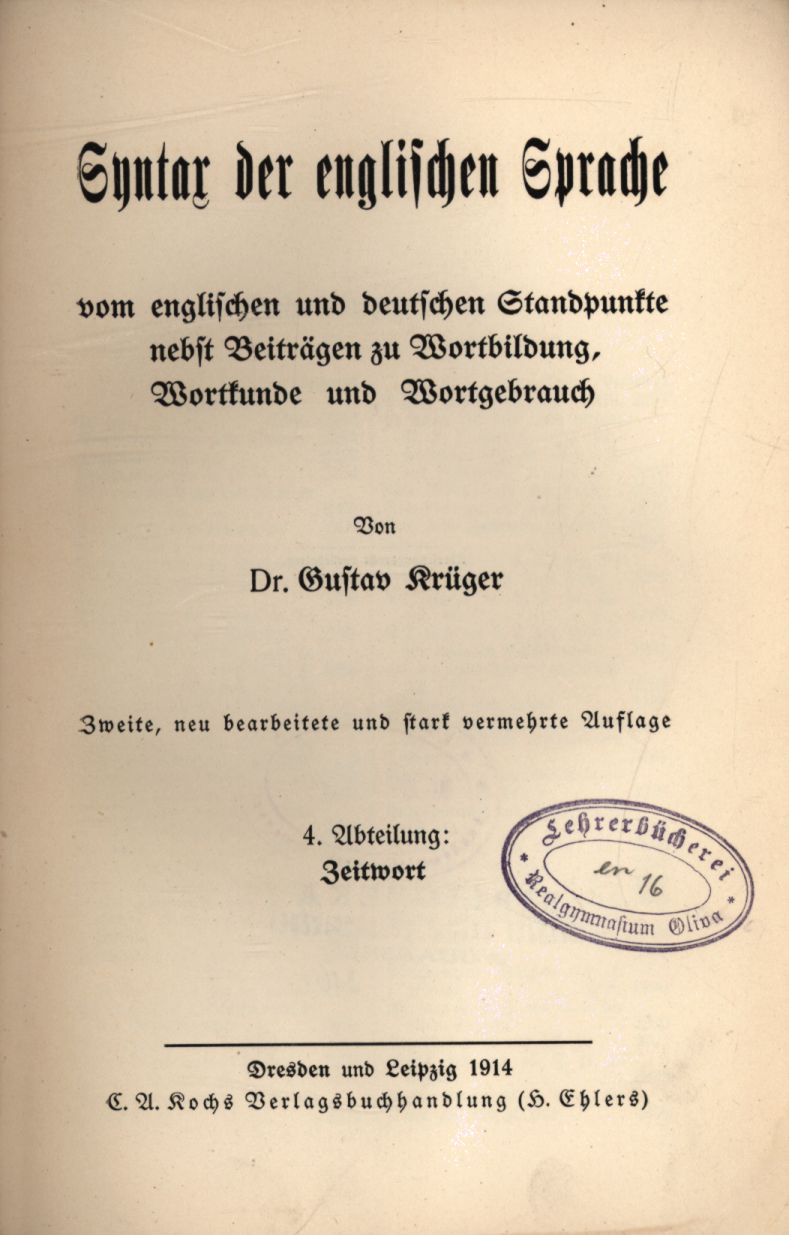 Syntax der englischen Sprache
vom englischen und deutschen Standpunkte
nebst Beiträgen zu Wortbildung,
Wortkunde und Wortgebrauch
Von
Dr. Gustav Krüger
Zweite, neu bearbeitete und stark vermehrte Auflage
4. Abteilung:
Zeitwort
Lehrerbücherei
en 16
* Realgymnasium Oliva *
Dresden und Leipzig 1914
C. A. Kochs Verlagsbuchhandlung (H. Ehlers)